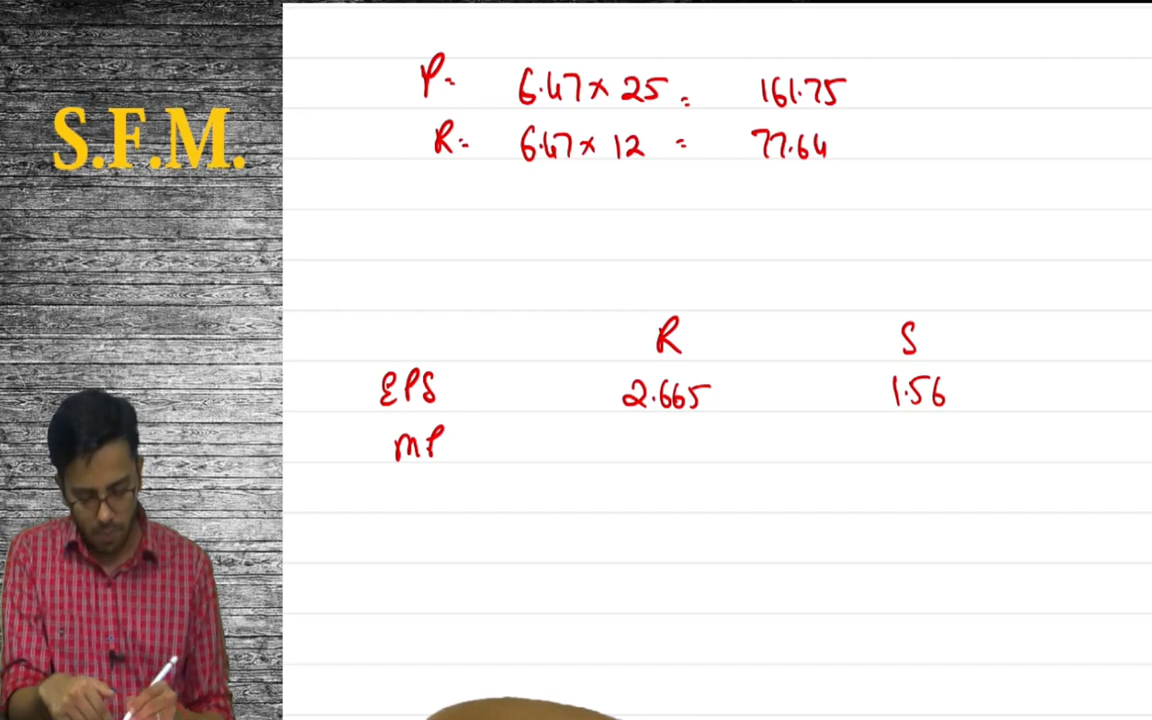 S.F.M.
P= 6.47 x 25 = 161.75
R= 6.47 x 12 = 77.64
R S
EPS 2.665 1.56
MP